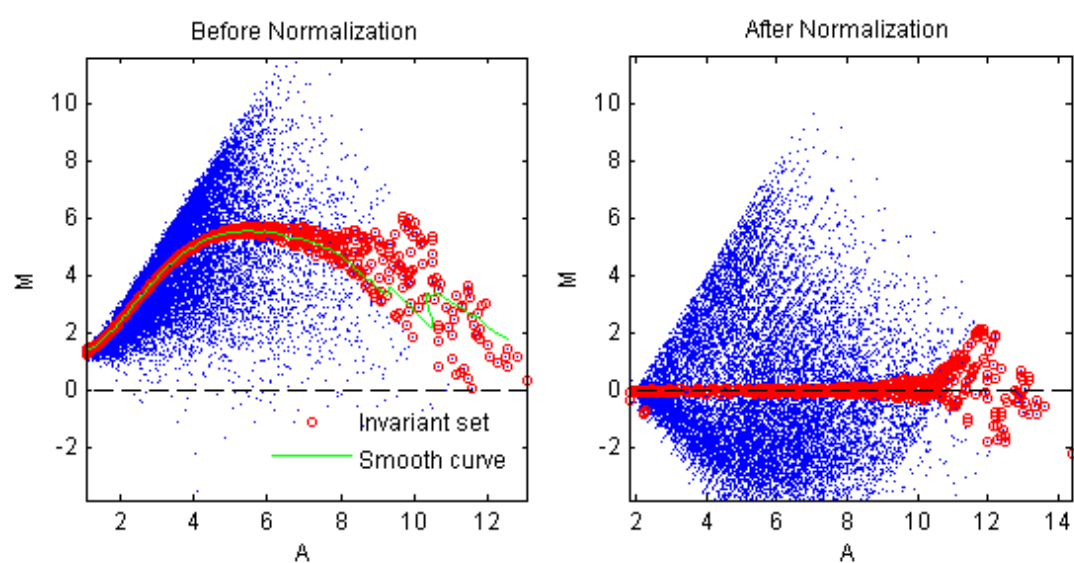 Before Normalization
10
8
6
4
2
0
-2
M
2 4 6 8 10 12
A
Invariant set
Smooth curve
After Normalization
10
8
6
4
2
0
-2
M
2 4 6 8 10 12 14
A